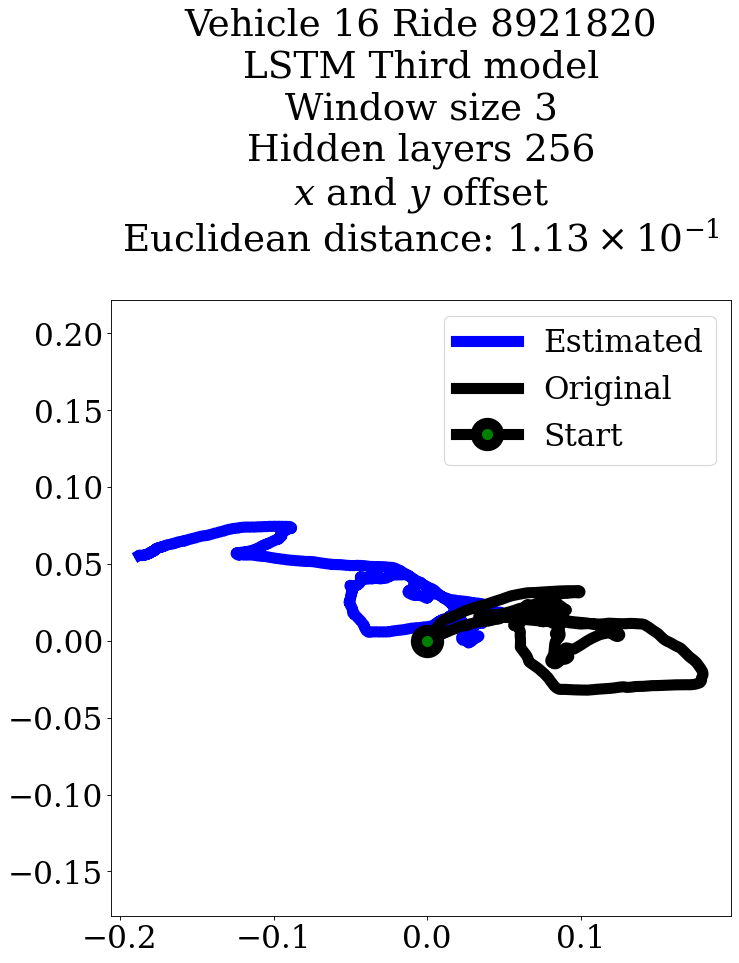 Vehicle 16 Ride 8921820
LSTM Third model
Window size 3
Hidden layers 256
x and y offset
Euclidean distance: 1.13 × 10⁻¹
Estimated
Original
Start
0.20
0.15
0.10
0.05
0.00
−0.05
−0.10
−0.15
−0.2 −0.1 0.0 0.1